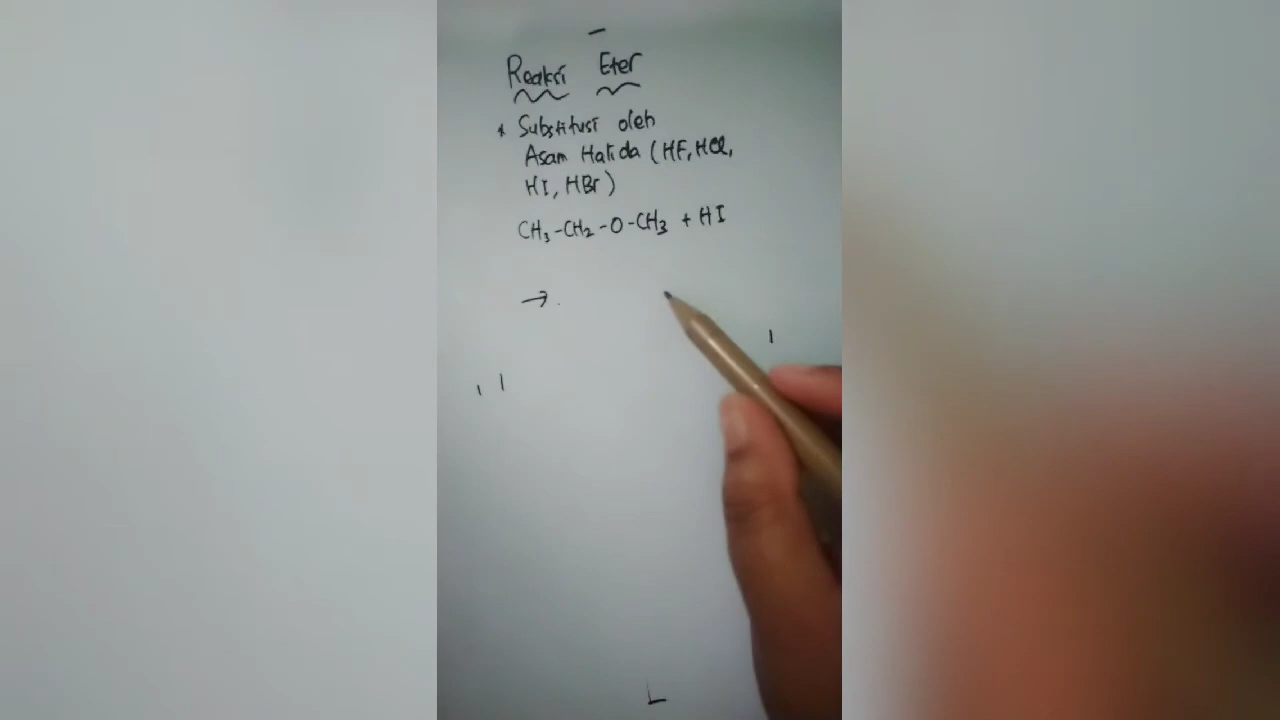 Reaksi Eter
* Substitusi oleh
Asam Halida (HF, HCl,
HI, HBr)
CH₃-CH₂-O-CH₃ + HI
→